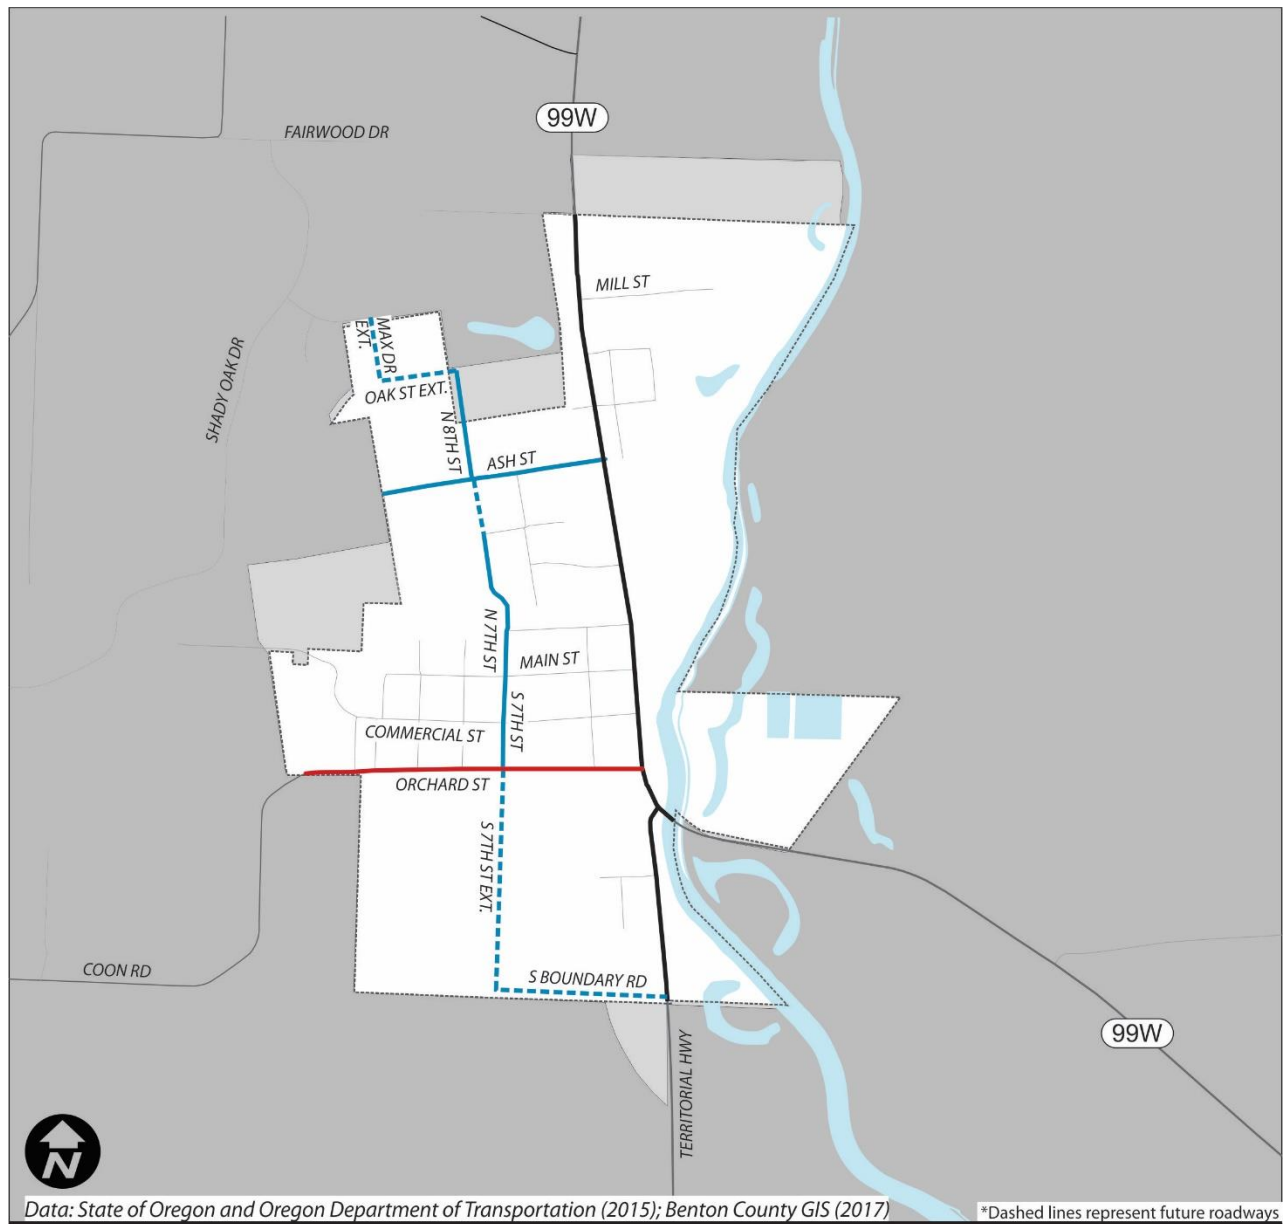 99W
FAIRWOOD DR
MILL ST
MAX DR
EXT.
SHADY OAK DR
OAK ST EXT.
N 8TH ST
ASH ST
N 7TH ST
MAIN ST
S 7TH ST
COMMERCIAL ST
ORCHARD ST
S 7TH ST EXT.
COON RD
S BOUNDARY RD
99W
TERRITORIAL HWY
N
Data: State of Oregon and Oregon Department of Transportation (2015); Benton County GIS (2017)
*Dashed lines represent future roadways